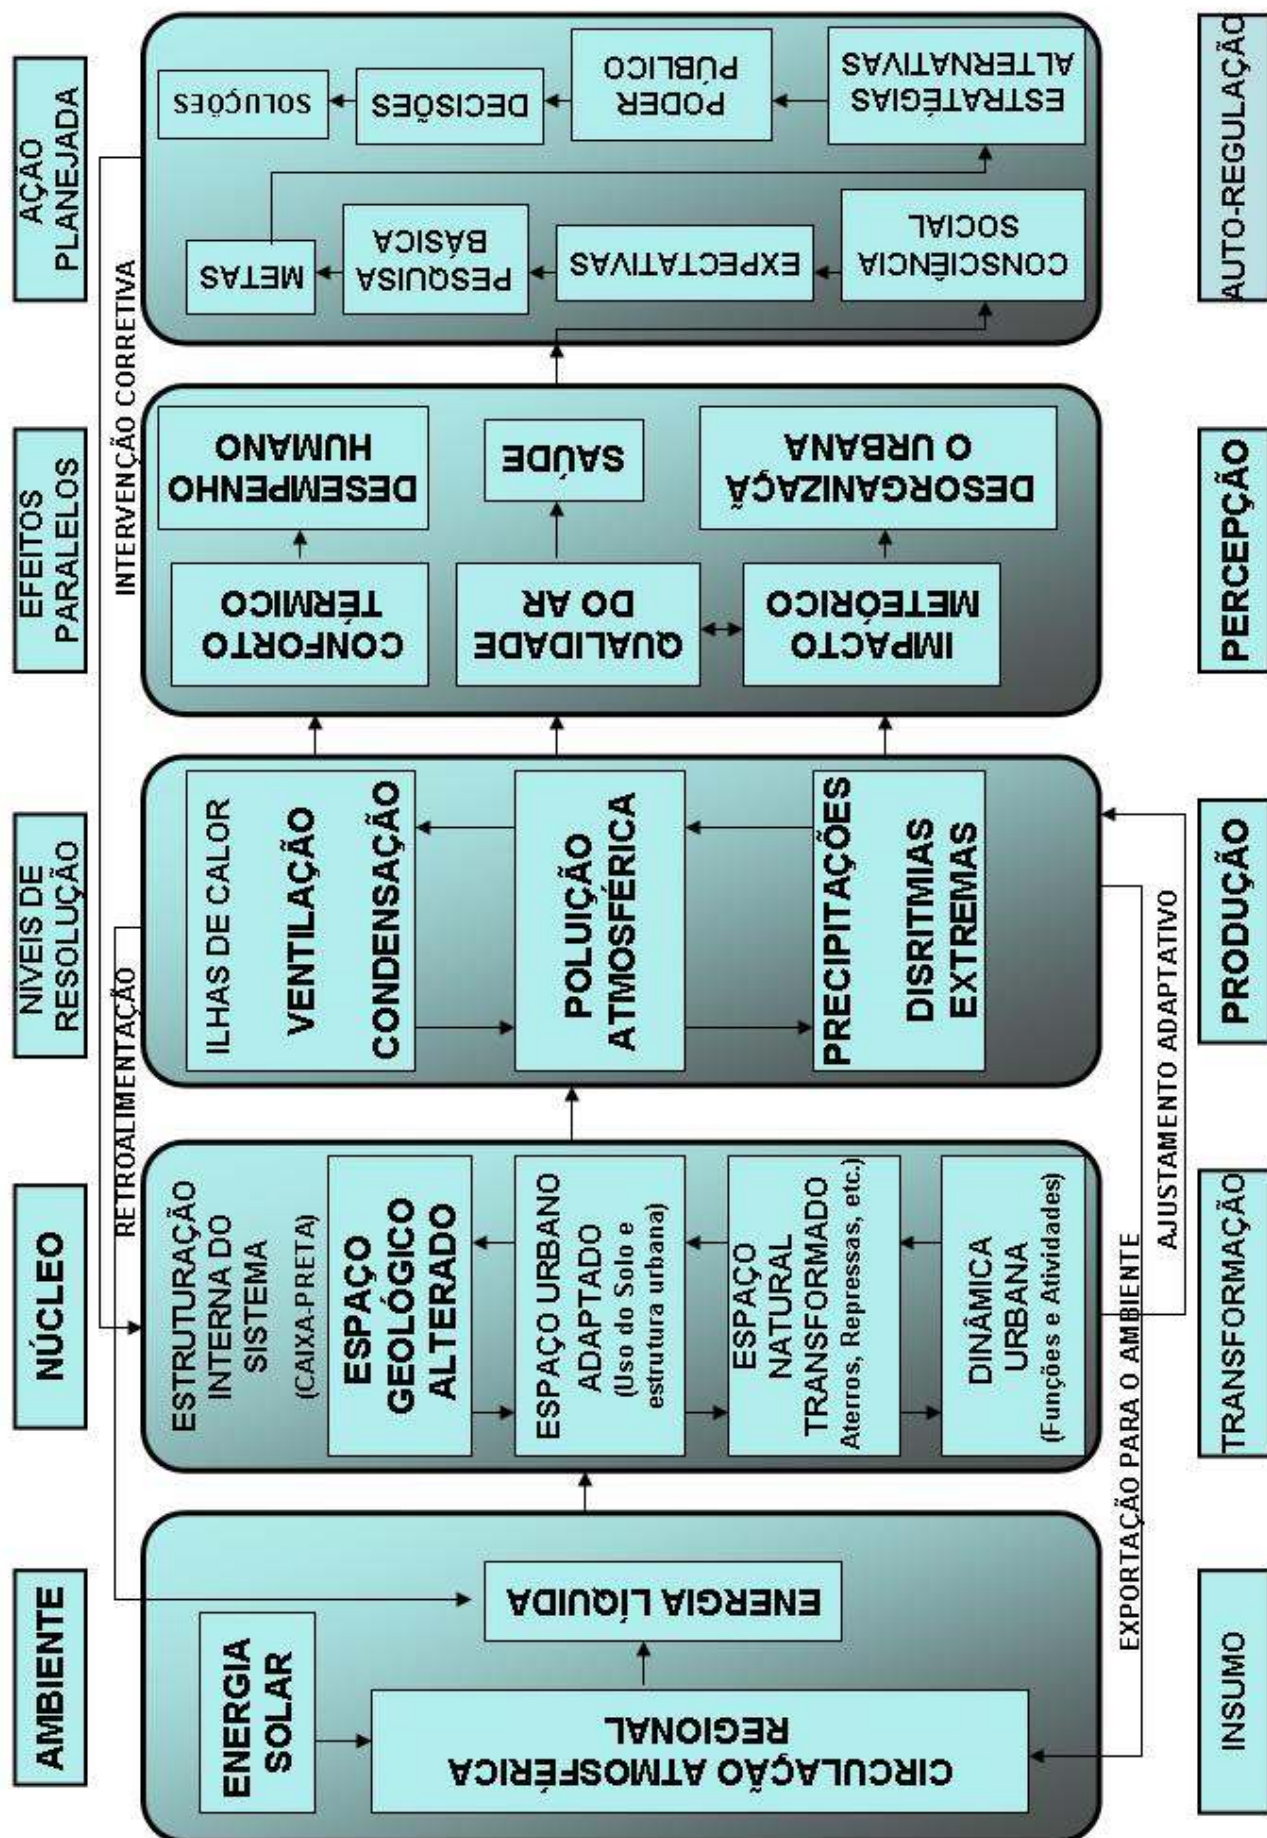 AMBIENTE
NÚCLEO
NÍVEIS DE
RESOLUÇÃO
EFEITOS
PARALELOS
AÇÃO
PLANEJADA
RETROALIMENTAÇÃO
INTERVENÇÃO CORRETIVA
ENERGIA
SOLAR
CIRCULAÇÃO ATMOSFÉRICA
REGIONAL
ENERGIA LÍQUIDA
ESTRUTURAÇÃO
INTERNA DO
SISTEMA
(CAIXA-PRETA)
ESPAÇO
GEOLÓGICO
ALTERADO
ESPAÇO URBANO
ADAPTADO
(Uso do Solo e
estrutura urbana)
ESPAÇO
NATURAL
TRANSFORMADO
Aterros, Repressas, etc.)
DINÂMICA
URBANA
(Funções e Atividades)
ILHAS DE CALOR
VENTILAÇÃO
CONDENSAÇÃO
POLUIÇÃO
ATMOSFÉRICA
PRECIPITAÇÕES
DISRITMIAS
EXTREMAS
CONFORTO
TÉRMICO
DESEMPENHO
HUMANO
QUALIDADE
DO AR
SAÚDE
IMPACTO
METEÓRICO
DESORGANIZAÇÃ
O URBANA
CONSCIÊNCIA
SOCIAL
EXPECTATIVAS
PESQUISA
BÁSICA
METAS
ESTRATÉGIAS
ALTERNATIVAS
PODER
PÚBLICO
DECISÕES
SOLUÇÕES
EXPORTAÇÃO PARA O AMBIENTE
AJUSTAMENTO ADAPTATIVO
INSUMO
TRANSFORMAÇÃO
PRODUÇÃO
PERCEPÇÃO
AUTO-REGULAÇÃO